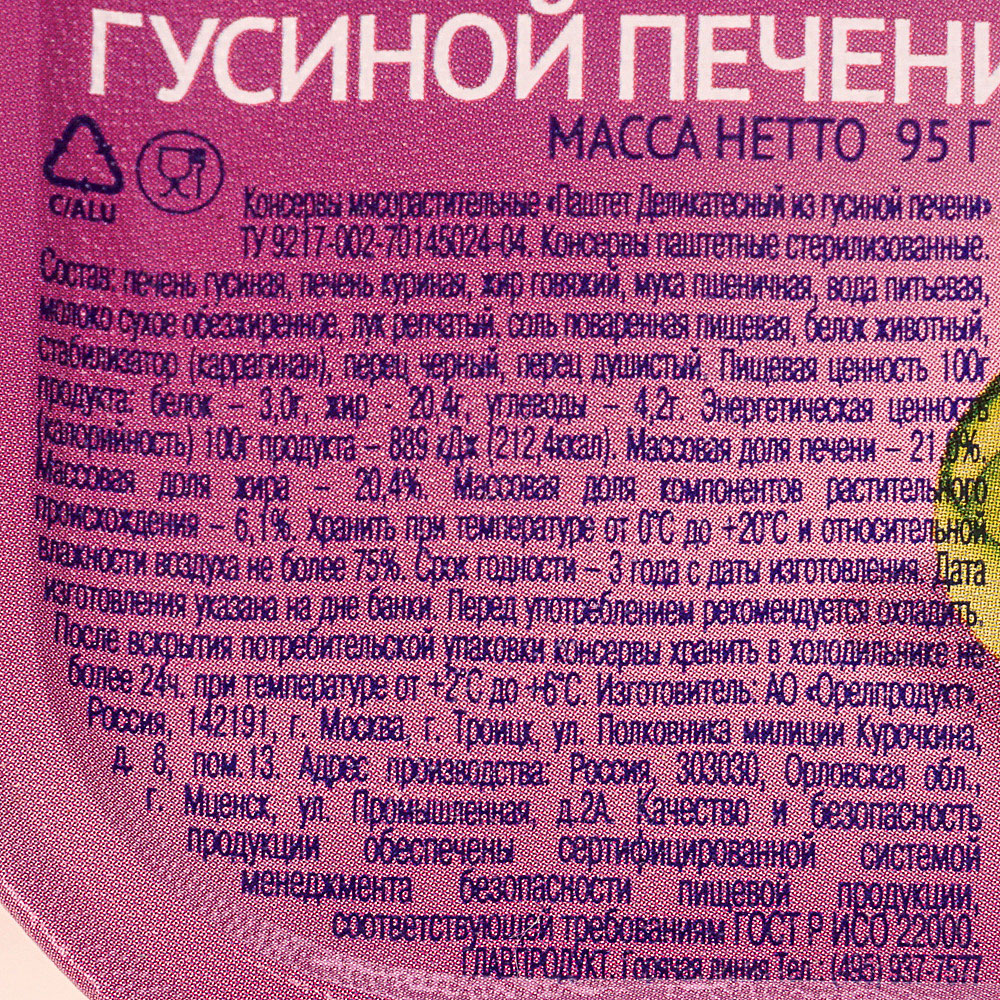 ГУСИНОЙ ПЕЧЕНИ
МАССА НЕТТО 95 Г
C/ALU
Консервы мясорастительные «Паштет Деликатесный из гусиной печени»
ТУ 9217-002-70145024-04. Консервы паштетные стерилизованные.
Состав: печень гусиная, печень куриная, жир говяжий, мука пшеничная, вода питьевая,
молоко сухое обезжиренное, лук репчатый, соль поваренная пищевая, белок животный,
стабилизатор (каррагинан), перец черный, перец душистый. Пищевая ценность 100г
продукта: белок – 3,0г, жир - 20,4г, углеводы – 4,2г. Энергетическая ценность
(калорийность) 100г продукта – 889 кДж (212,4ккал). Массовая доля печени –
Массовая доля жира – 20,4%. Массовая доля компонентов растительного
происхождения – 6,1%. Хранить при температуре от 0°С до +20°С и относительной
влажности воздуха не более 75%. Срок годности – 3 года с даты изготовления. Дата
изготовления указана на дне банки. Перед употреблением рекомендуется охладить.
После вскрытия потребительской упаковки консервы хранить в холодильнике не
более 24ч. при температуре от +2°С до +6°С. Изготовитель: АО «Орелпродукт»,
Россия, 142191, г. Москва, г. Троицк, ул. Полковника милиции Курочкина,
д. 8, пом.13. Адрес производства: Россия, 303030, Орловская обл.,
г. Мценск, ул. Промышленная, д.2А. Качество и безопасность
продукции обеспечены сертифицированной системой
менеджмента безопасности пищевой продукции,
соответствующей требованиям ГОСТ Р ИСО 22000.
ГЛАВПРОДУКТ. Горячая линия Тел.: (495) 937-7577